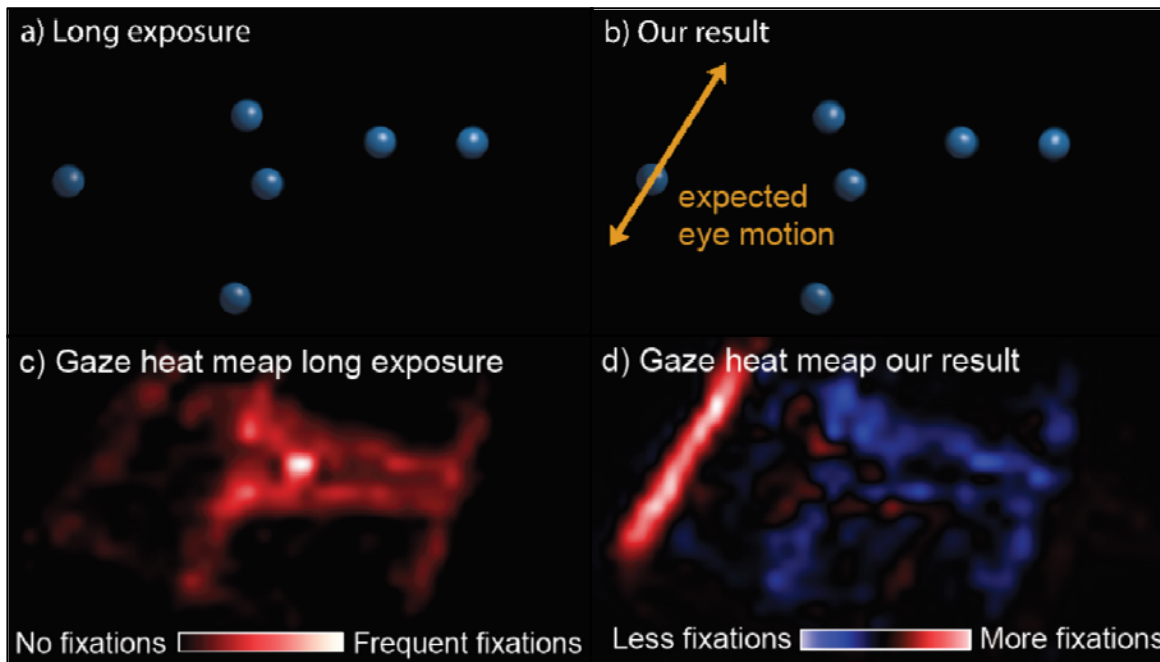 a) Long exposure
b) Our result
expected
eye motion
c) Gaze heat meap long exposure
d) Gaze heat meap our result
No fixations
Frequent fixations
Less fixations
More fixations